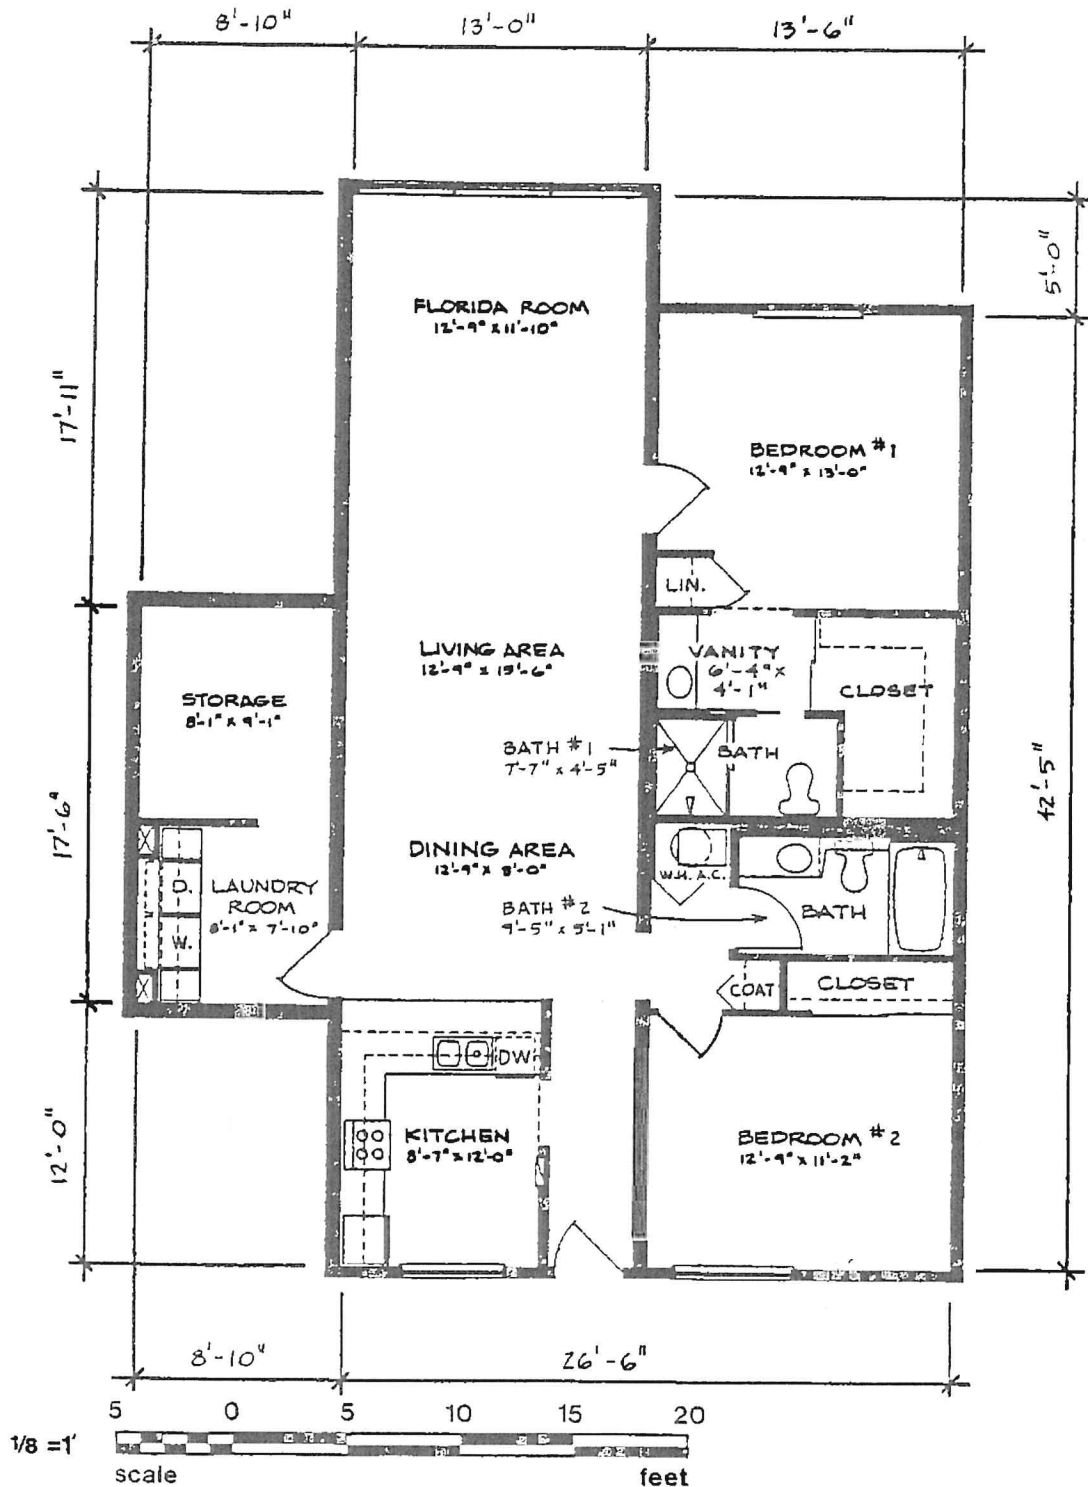 8'-10"
13'-0"
13'-6"
5'-0"
17'-11"
42'-5"
17'-6"
12'-0"
FLORIDA ROOM
12'-9" x 11'-10"
BEDROOM #1
12'-9" x 13'-0"
LIN.
LIVING AREA
12'-9" x 15'-6"
VANITY
6'-4" x
4'-1"
CLOSET
STORAGE
8'-1" x 9'-1"
BATH #1
7'-7" x 4'-5"
BATH
DINING AREA
12'-9" x 8'-0"
W.H. A.C.
D.
LAUNDRY
ROOM
8'-1" x 7'-10"
W.
BATH #2
9'-5" x 5'-1"
BATH
COAT
CLOSET
DW
KITCHEN
8'-7" x 12'-0"
BEDROOM #2
12'-9" x 11'-2"
8'-10"
26'-6"
5 0 5 10 15 20
1/8 =1'
scale feet